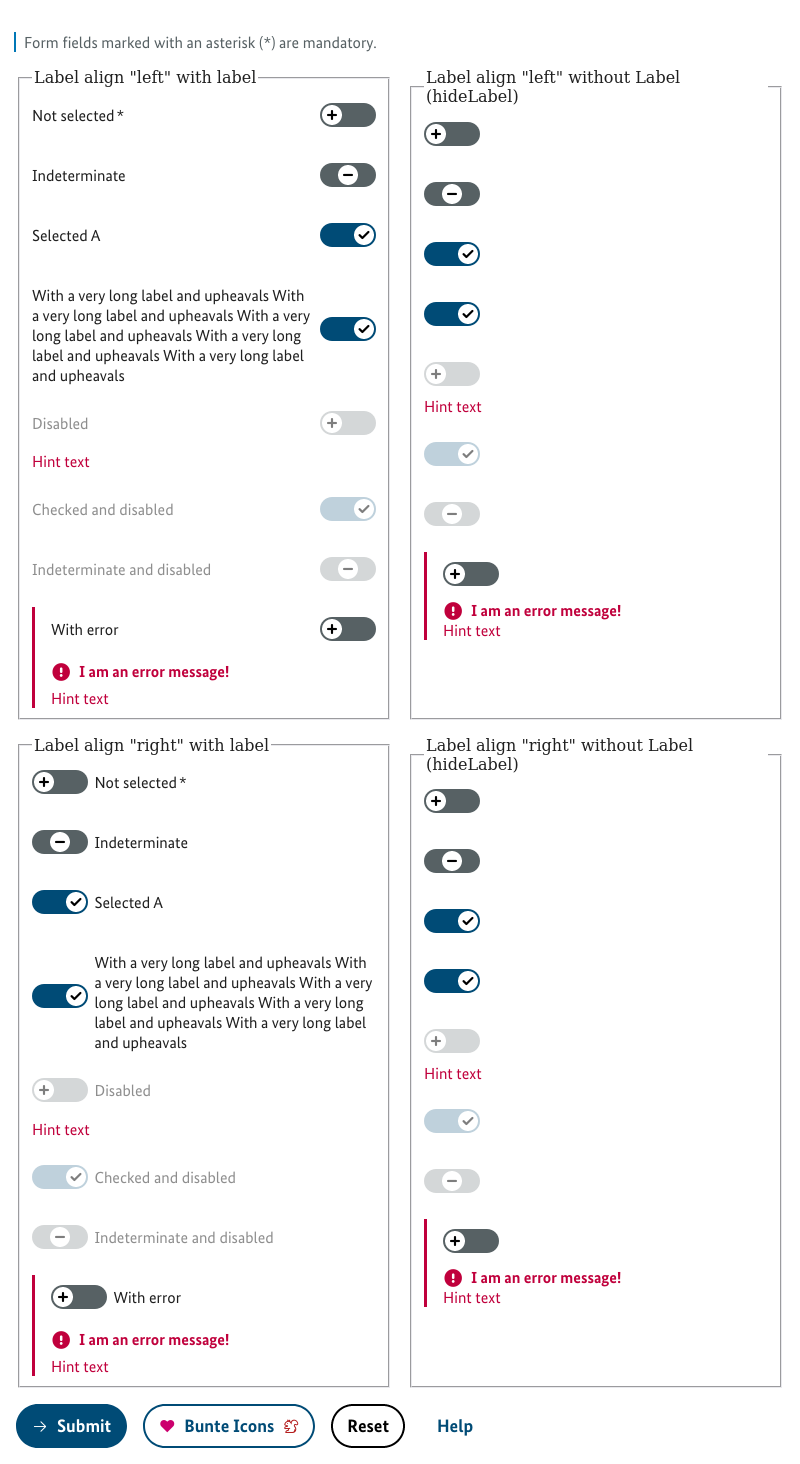 Form fields marked with an asterisk (*) are mandatory.
Label align "left" with label
Not selected *
Indeterminate
Selected A
With a very long label and upheavals With
a very long label and upheavals With a very
long label and upheavals With a very long
label and upheavals With a very long label
and upheavals
Disabled
Hint text
Checked and disabled
Indeterminate and disabled
With error
I am an error message!
Hint text
Label align "left" without Label
(hideLabel)
Hint text
I am an error message!
Hint text
Label align "right" with label
Not selected *
Indeterminate
Selected A
With a very long label and upheavals With
a very long label and upheavals With a very
long label and upheavals With a very long
label and upheavals With a very long label
and upheavals
Disabled
Hint text
Checked and disabled
Indeterminate and disabled
With error
I am an error message!
Hint text
Label align "right" without Label
(hideLabel)
Hint text
I am an error message!
Hint text
Submit
Bunte Icons
Reset
Help